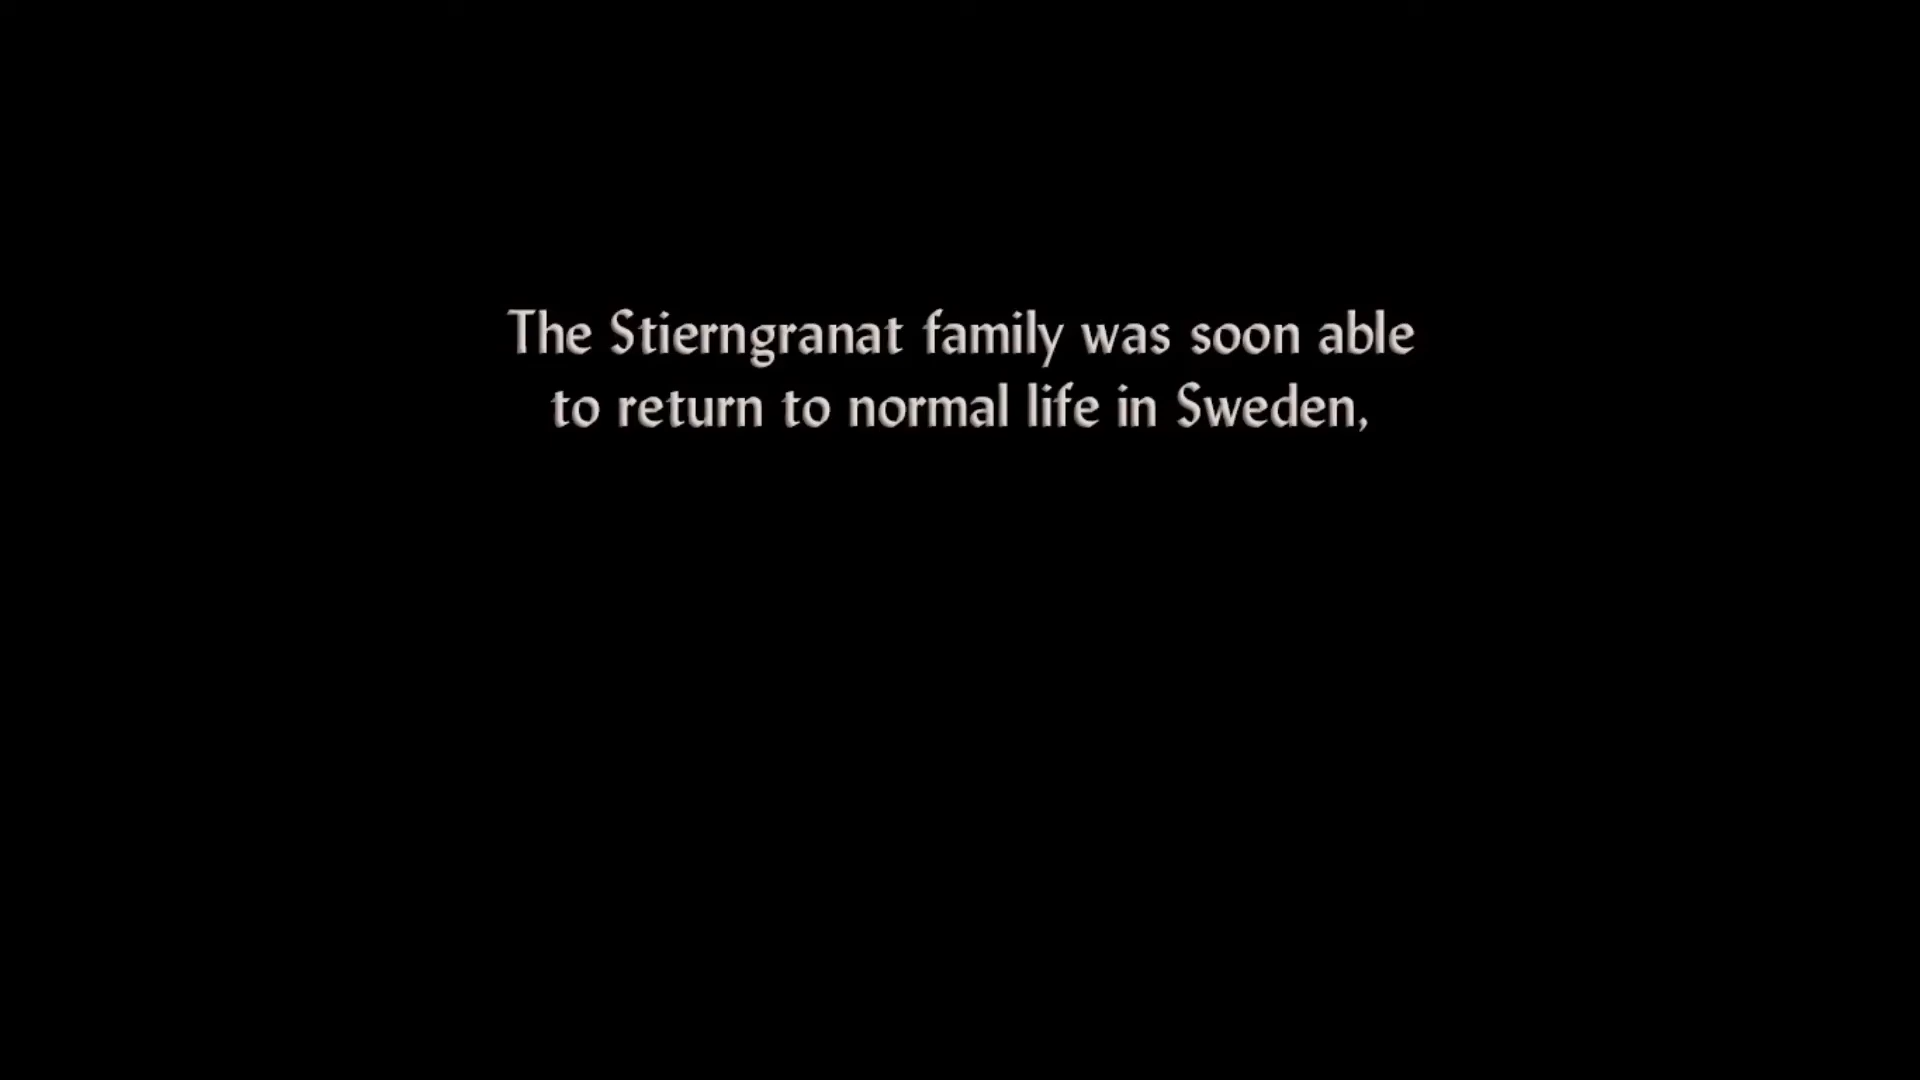 The Stierngranat family was soon able
to return to normal life in Sweden,